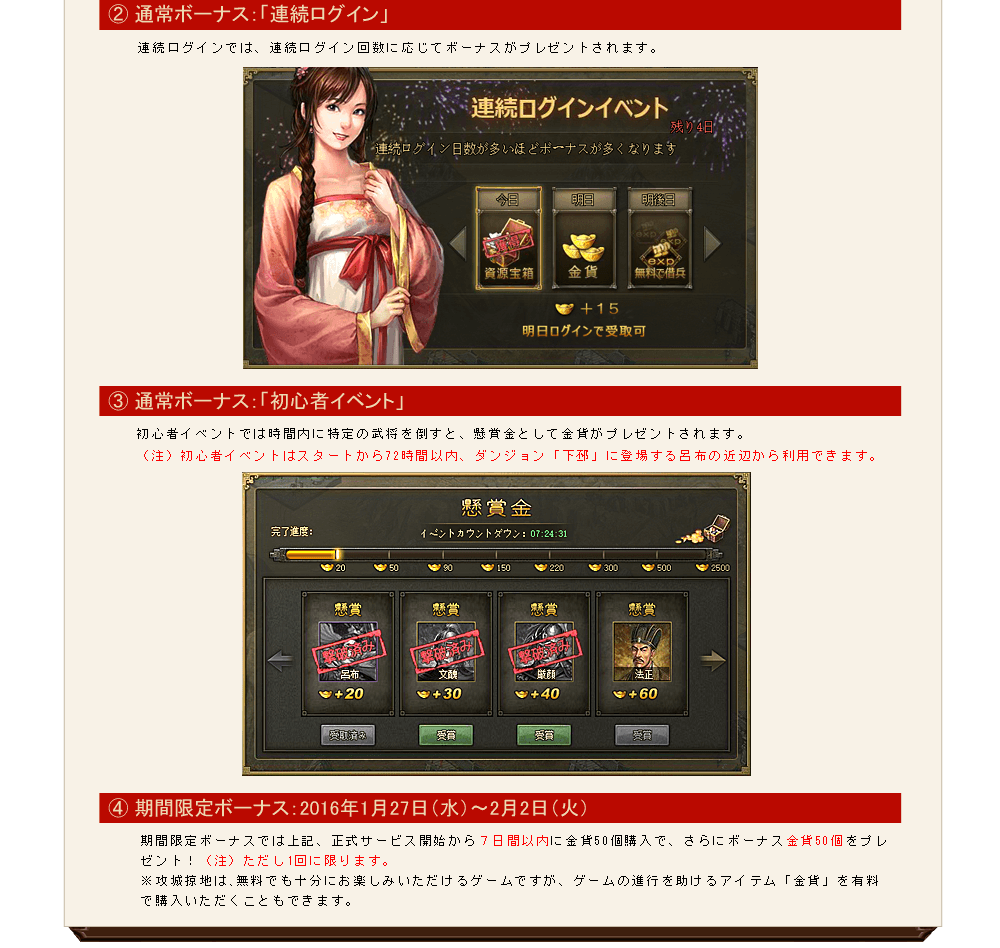 ② 通常ボーナス：「連続ログイン」
連続ログインでは、連続ログイン回数に応じてボーナスがプレゼントされます。
連続ログインイベント
残り4日
連続ログイン日数が多いほどボーナスが多くなります
今日 明日 明後日
獲得
exp
資源宝箱 金貨 無料で借兵
+15
明日ログインで受取可
③ 通常ボーナス：「初心者イベント」
初心者イベントでは時間内に特定の武将を倒すと、懸賞金として金貨がプレゼントされます。
（注）初心者イベントはスタートから72時間以内、ダンジョン「下邳」に登場する呂布の近辺から利用できます。
懸賞金
完了進度:
イベントカウントダウン: 07:24:31
20 50 90 150 220 300 500 2500
懸賞 懸賞 懸賞 懸賞
撃破済み 撃破済み 撃破済み
呂布 文醜 顔 法正
+20 +30 +40 +60
受取済み 受賞 受賞 受賞
④ 期間限定ボーナス：2016年1月27日（水）～2月2日（火）
期間限定ボーナスでは上記、正式サービス開始から７日間以内に金貨50個購入で、さらにボーナス金貨50個をプレ
ゼント！（注）ただし1回に限ります。
※攻城掠地は､無料でも十分にお楽しみいただけるゲームですが、ゲームの進行を助けるアイテム「金貨」を有料
で購入いただくこともできます。